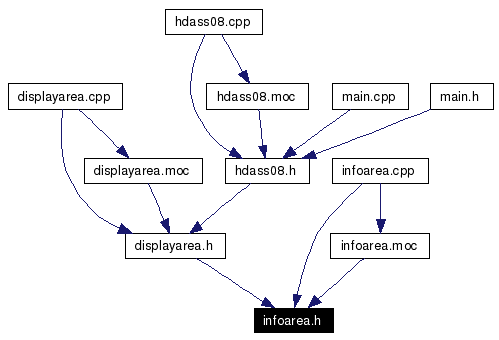 hdass08.cpp
displayarea.cpp
hdass08.moc
main.cpp
main.h
displayarea.moc
hdass08.h
infoarea.cpp
displayarea.h
infoarea.moc
infoarea.h